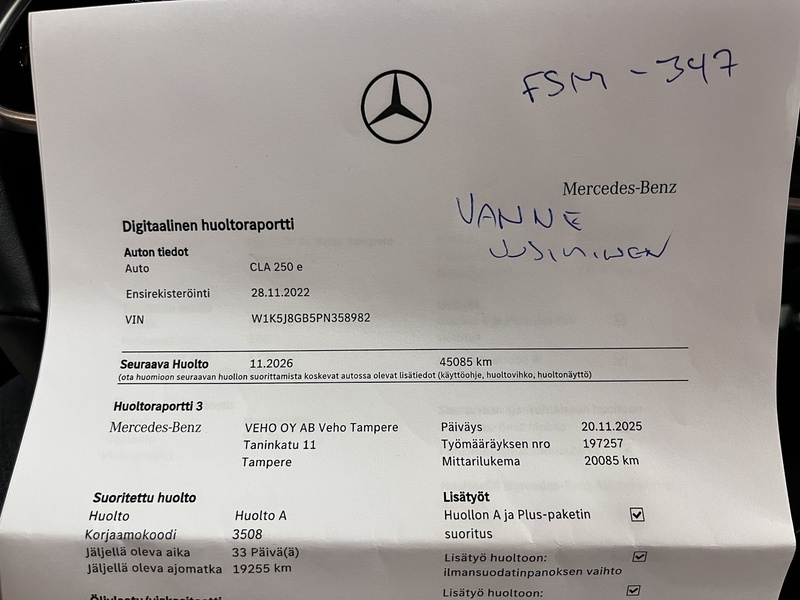 FSM - 347
Mercedes-Benz
VANNE
UUSIMINEN
Digitaalinen huoltoraportti
Auton tiedot
Auto CLA 250 e
Ensirekisteröinti 28.11.2022
VIN W1K5J8GB5PN358982
Seuraava Huolto 11.2026 45085 km
(ota huomioon seuraavan huollon suorittamista koskevat autossa olevat lisätiedot (käyttöohje, huoltovihko, huoltonäyttö)
Huoltoraportti 3
Mercedes-Benz VEHO OY AB Veho Tampere Päiväys 20.11.2025
Taninkatu 11 Työmääräyksen nro 197257
Tampere Mittarilukema 20085 km
Suoritettu huolto Lisätyöt
Huolto Huolto A Huollon A ja Plus-paketin
Korjaamokoodi 3508 suoritus
Jäljellä oleva aika 33 Päivä(ä) Lisätyö huoltoon:
Jäljellä oleva ajomatka 19255 km ilmansuodatinpanoksen vaihto
Lisätyö huoltoon: